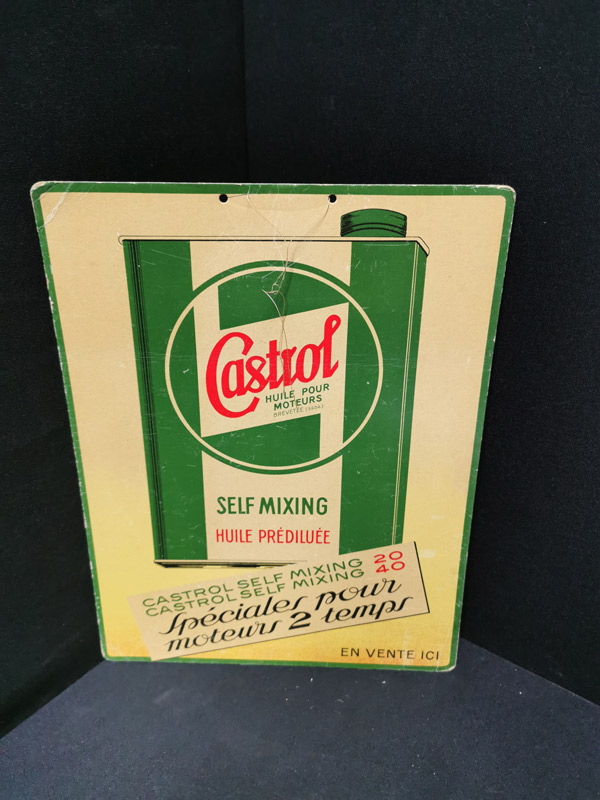 Castrol
HUILE POUR
MOTEURS
BREVETÉE (SGDG)
SELF MIXING
HUILE PRÉDILUÉE
CASTROL SELF MIXING 20
CASTROL SELF MIXING 40
Spéciales pour
moteurs 2 temps
EN VENTE ICI